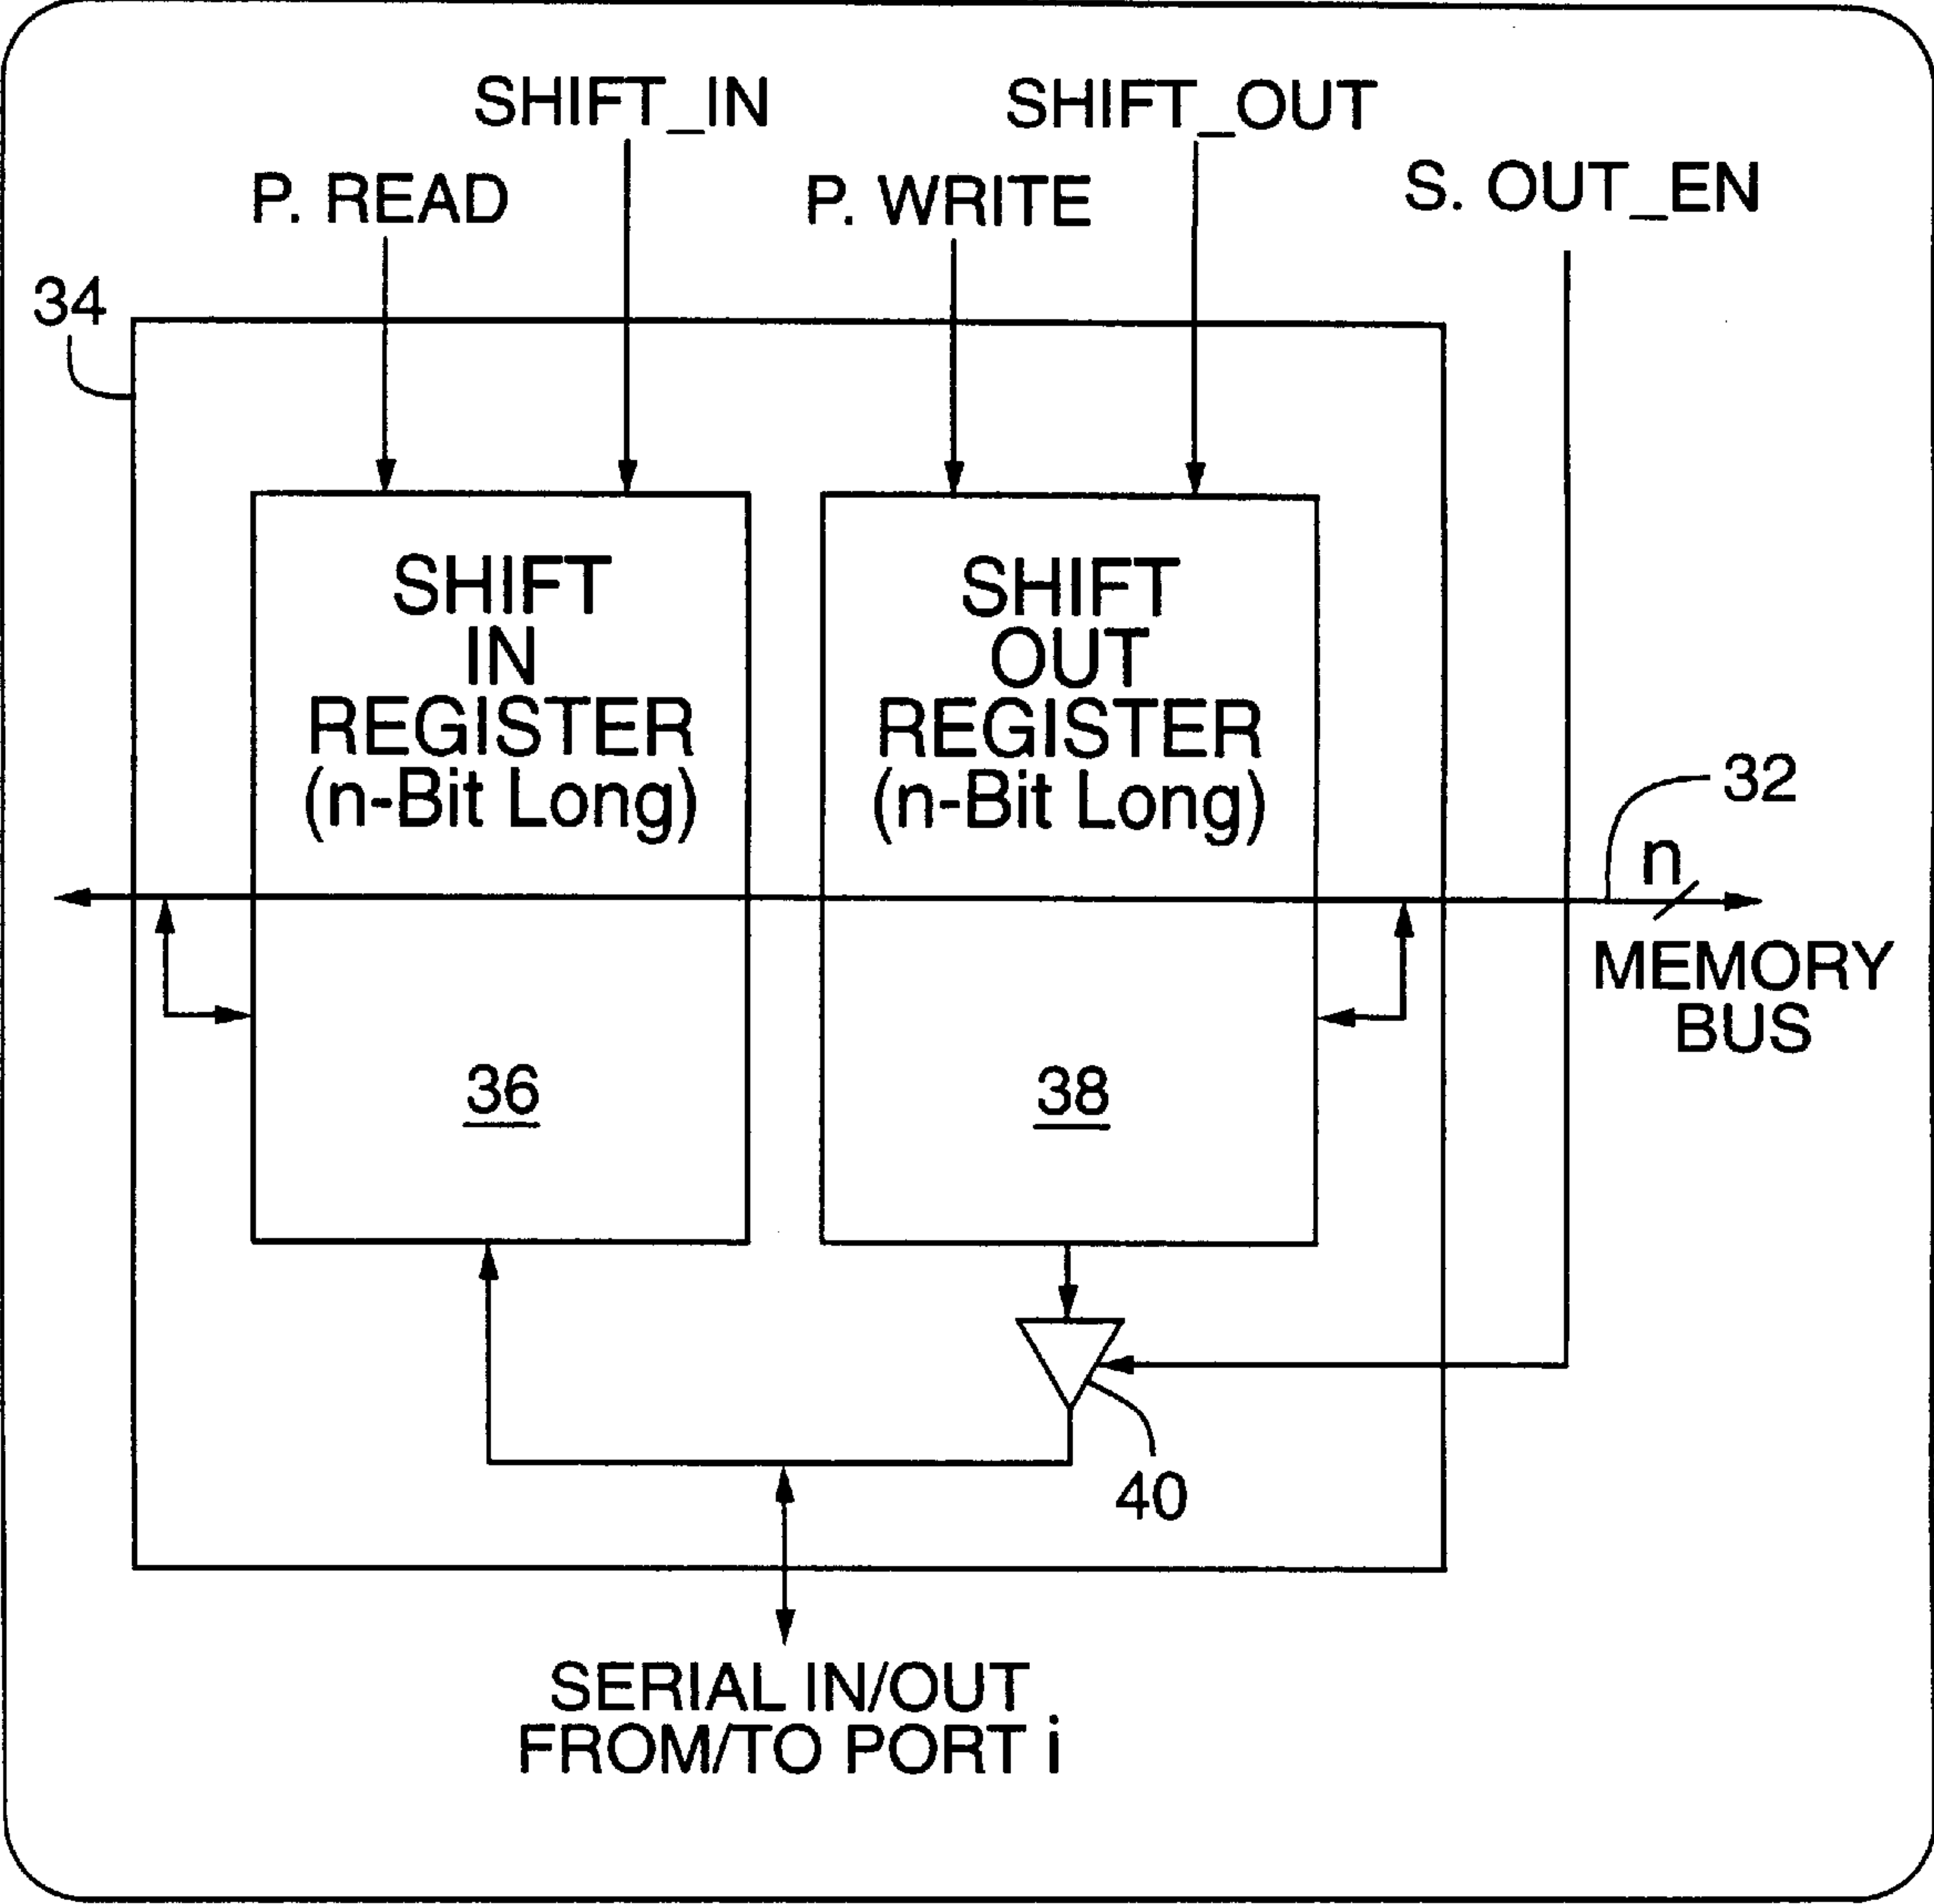 SHIFT_IN
SHIFT_OUT
P. READ
P. WRITE
S. OUT_EN
34
SHIFT
IN
REGISTER
(n-Bit Long)
SHIFT
OUT
REGISTER
(n-Bit Long)
32
n
MEMORY
BUS
36
38
40
SERIAL IN/OUT
FROM/TO PORT i